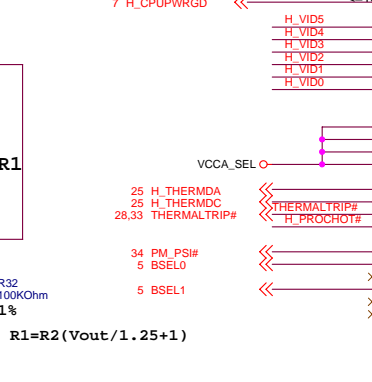 7 H_CPUPWRGD
H_VID5
H_VID4
H_VID3
H_VID2
H_VID1
H_VID0
R1
VCCA_SEL
25 H_THERMDA
25 H_THERMDC
28,33 THERMALTRIP#
THERMALTRIP#
H_PROCHOT#
34 PM_PSI#
5 BSEL0
R32
100KOhm
1%
5 BSEL1
R1=R2(Vout/1.25+1)